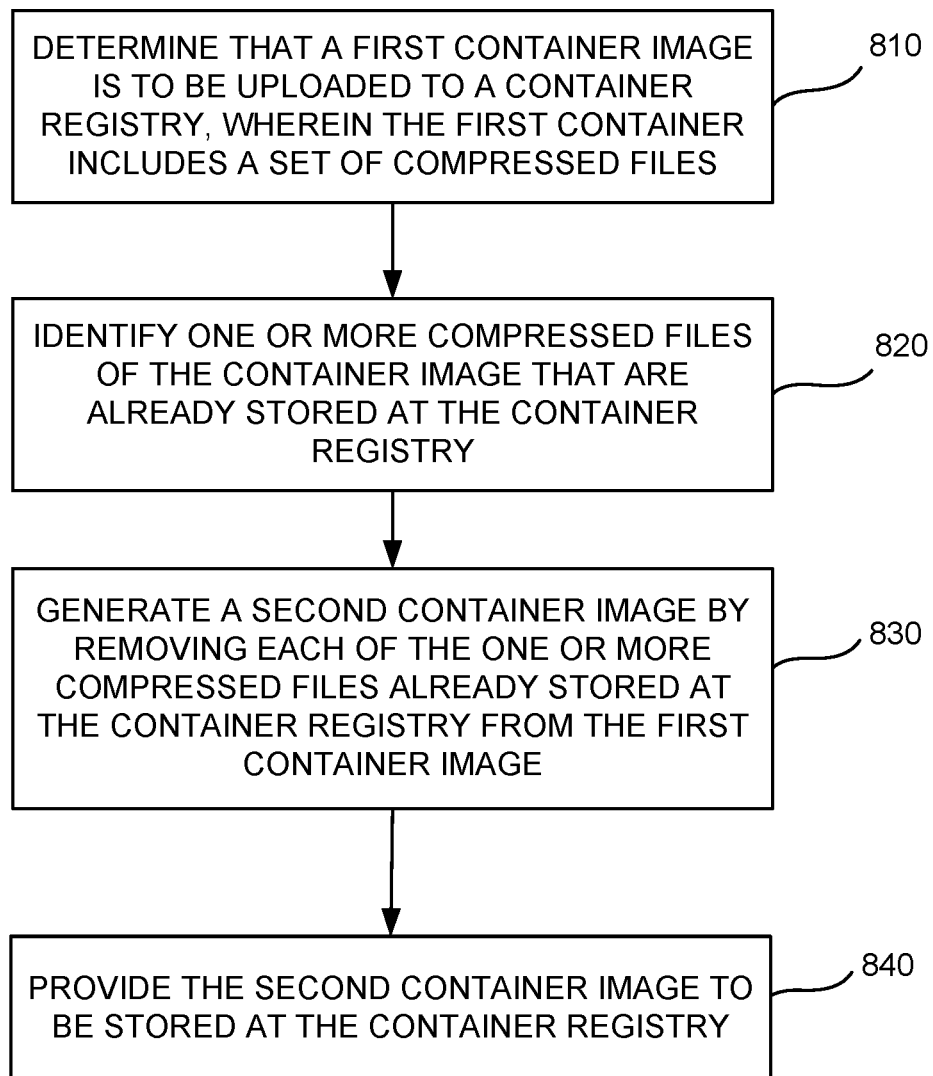 DETERMINE THAT A FIRST CONTAINER IMAGE
IS TO BE UPLOADED TO A CONTAINER
REGISTRY, WHEREIN THE FIRST CONTAINER
INCLUDES A SET OF COMPRESSED FILES
810
IDENTIFY ONE OR MORE COMPRESSED FILES
OF THE CONTAINER IMAGE THAT ARE
ALREADY STORED AT THE CONTAINER
REGISTRY
820
GENERATE A SECOND CONTAINER IMAGE BY
REMOVING EACH OF THE ONE OR MORE
COMPRESSED FILES ALREADY STORED AT
THE CONTAINER REGISTRY FROM THE FIRST
CONTAINER IMAGE
830
PROVIDE THE SECOND CONTAINER IMAGE TO
BE STORED AT THE CONTAINER REGISTRY
840